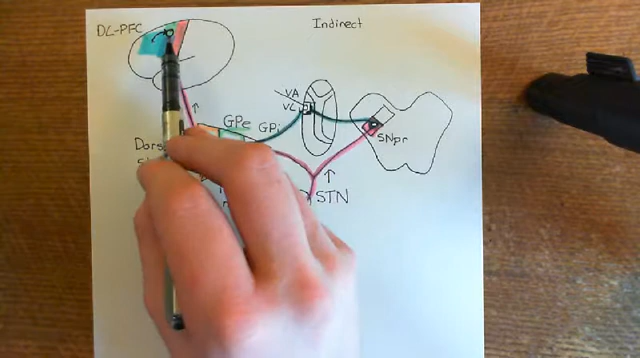 DL-PFC
Indirect
VA
VL
GPe
GPi
SNpr
Dors
STN